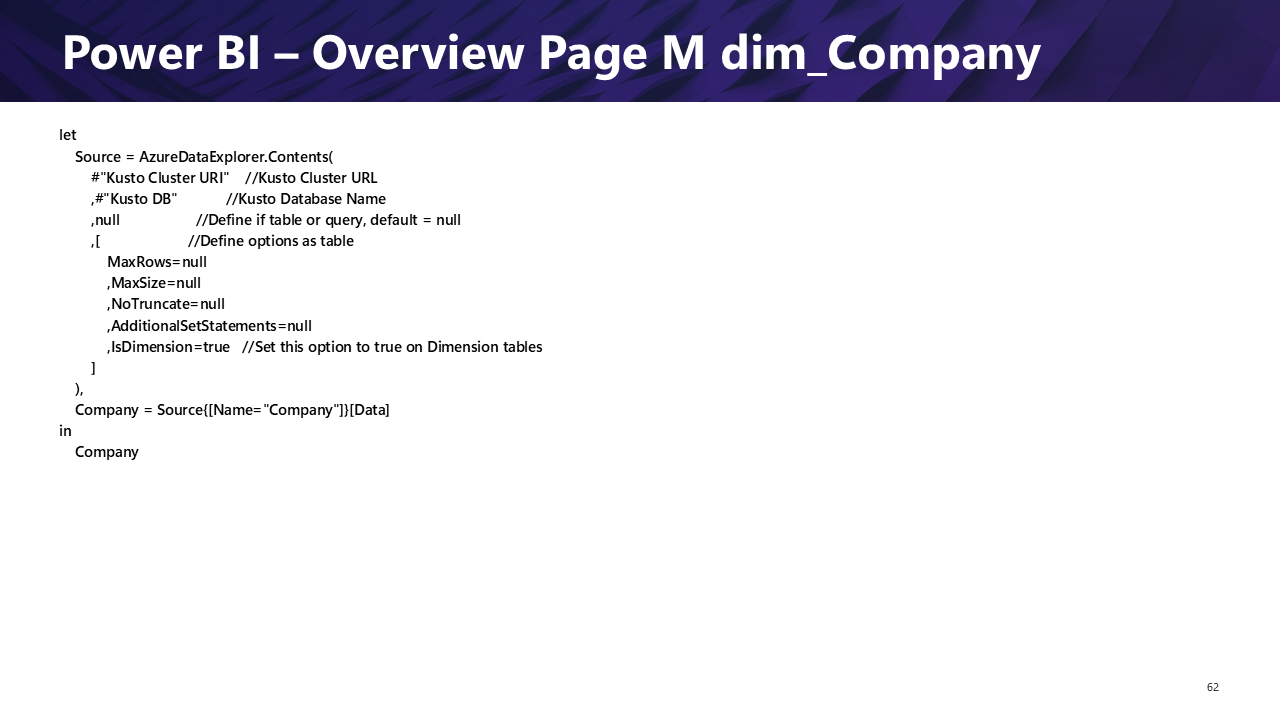 Power BI – Overview Page M dim_Company
let
    Source = AzureDataExplorer.Contents(
        #"Kusto Cluster URI"    //Kusto Cluster URL
        ,#"Kusto DB"            //Kusto Database Name
        ,null                   //Define if table or query, default = null
        ,[                      //Define options as table
            MaxRows=null
            ,MaxSize=null
            ,NoTruncate=null
            ,AdditionalSetStatements=null
            ,IsDimension=true   //Set this option to true on Dimension tables
        ]
    ),
    Company = Source{[Name="Company"]}[Data]
in
    Company
62